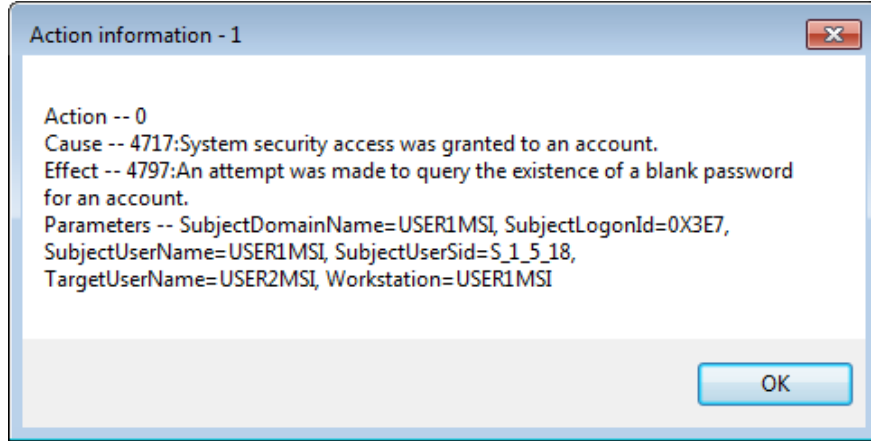 Action information - 1
Action -- 0
Cause -- 4717:System security access was granted to an account.
Effect -- 4797:An attempt was made to query the existence of a blank password
for an account.
Parameters -- SubjectDomainName=USER1MSI, SubjectLogonId=0X3E7,
SubjectUserName=USER1MSI, SubjectUserSid=S_1_5_18,
TargetUserName=USER2MSI, Workstation=USER1MSI
OK